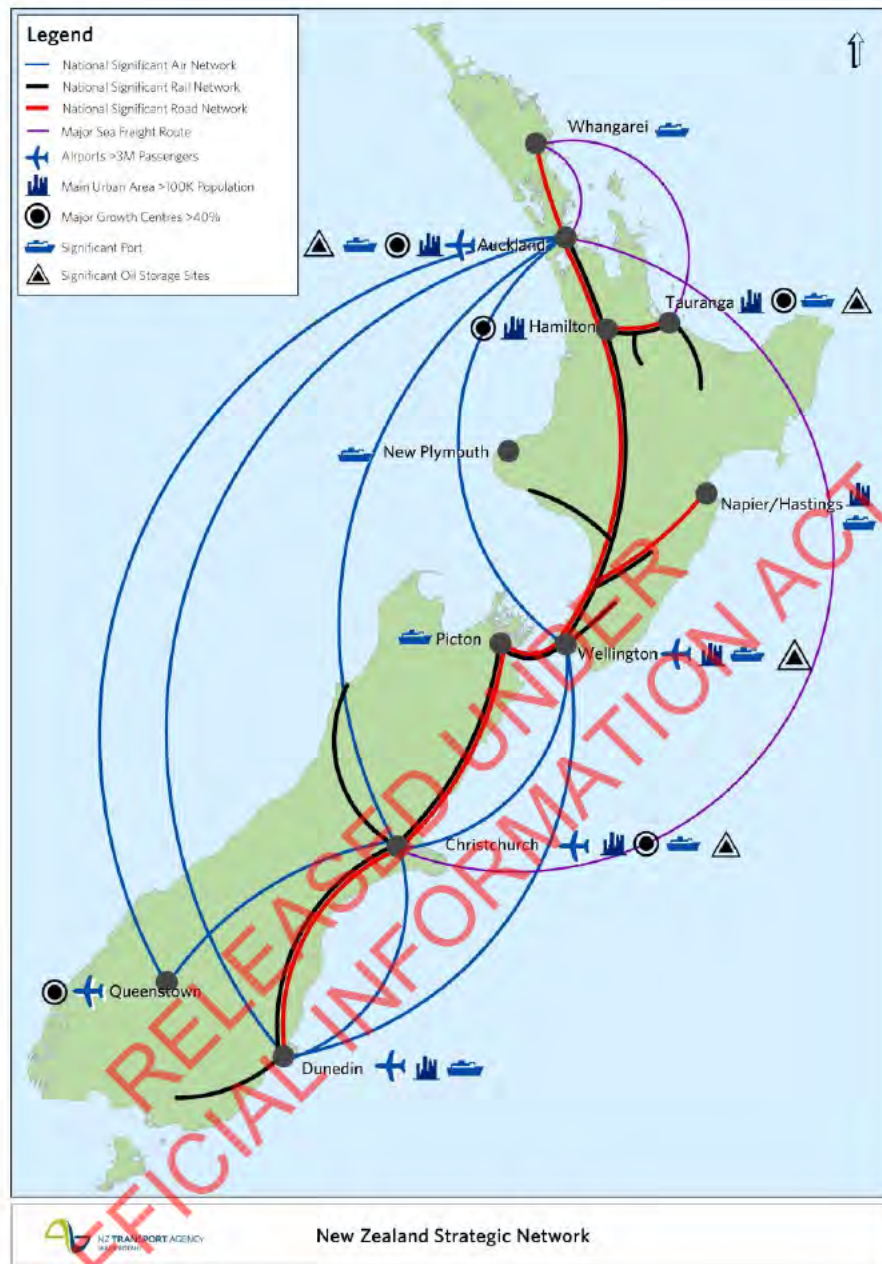 Legend
National Significant Air Network
National Significant Rail Network
National Significant Road Network
Major Sea Freight Route
Airports >3M Passengers
Main Urban Area >100K Population
Major Growth Centres >40%
Significant Port
Significant Oil Storage Sites
Whangarei
Auckland
Tauranga
Hamilton
New Plymouth
Napier/Hastings
Picton
Wellington
Christchurch
Queenstown
Dunedin
RELEASED UNDER
OFFICIAL INFORMATION ACT
NZ TRANSPORT AGENCY
New Zealand Strategic Network